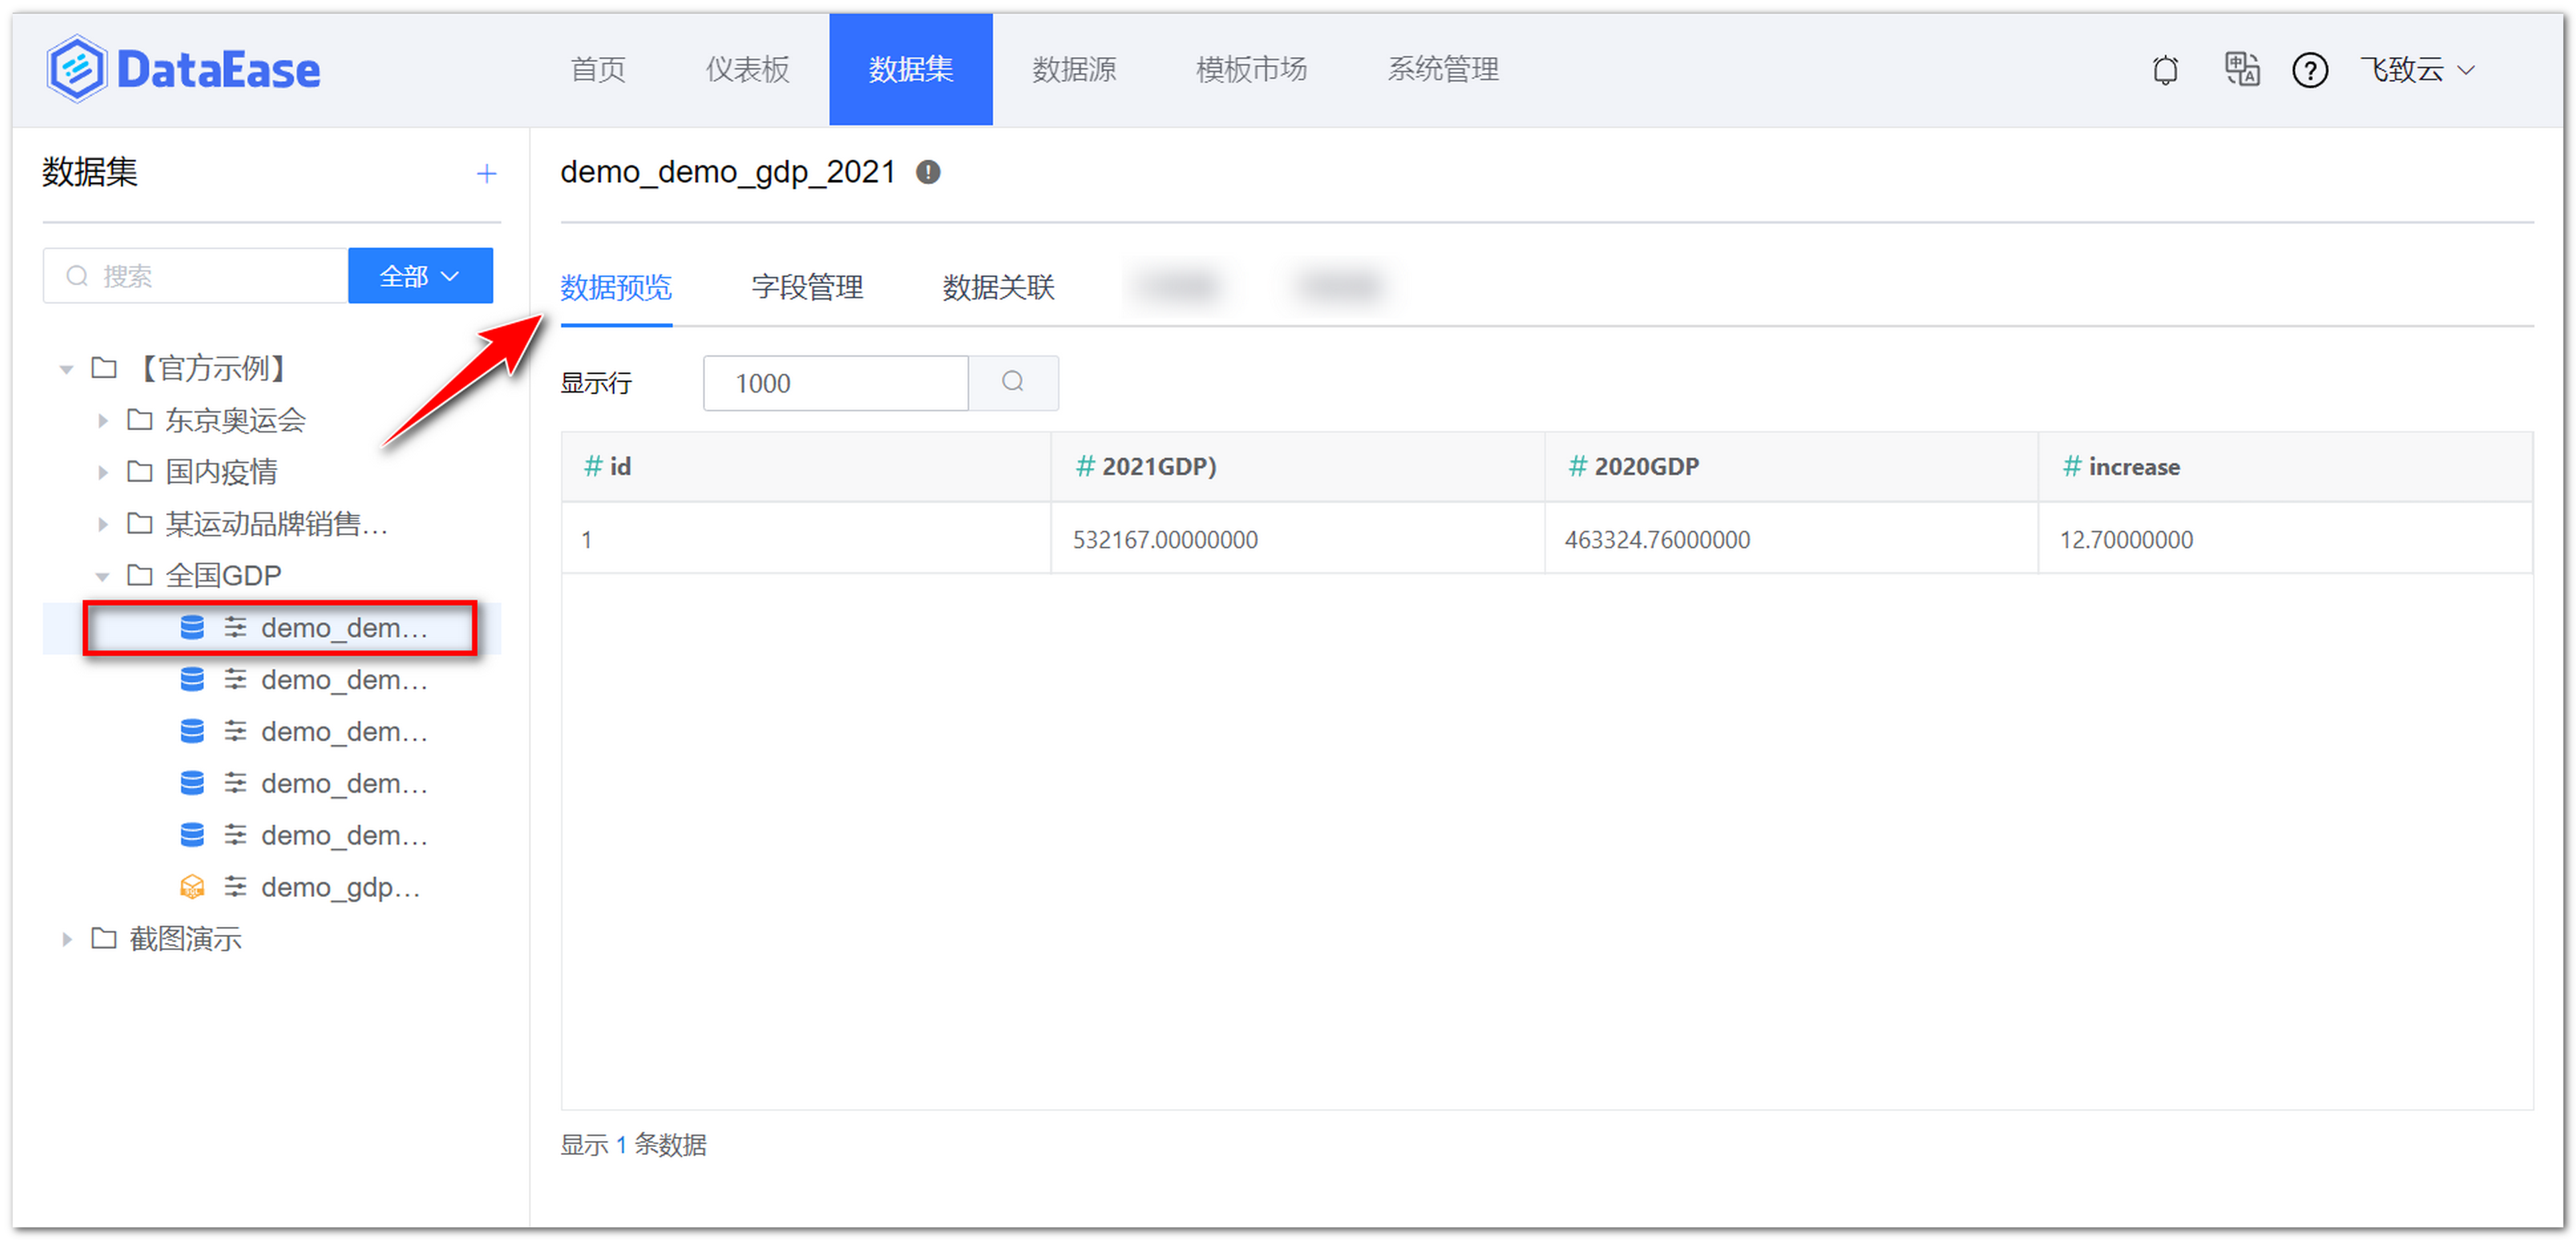 DataEase
首页 仪表板 数据集 数据源 模板市场 系统管理 飞致云
数据集
搜索 全部
【官方示例】
东京奥运会
国内疫情
某运动品牌销售...
全国GDP
demo_dem...
demo_dem...
demo_dem...
demo_dem...
demo_dem...
demo_gdp...
截图演示
demo_demo_gdp_2021
数据预览 字段管理 数据关联
显示行 1000
# id # 2021GDP) # 2020GDP # increase
1 532167.00000000 463324.76000000 12.70000000
显示 1 条数据